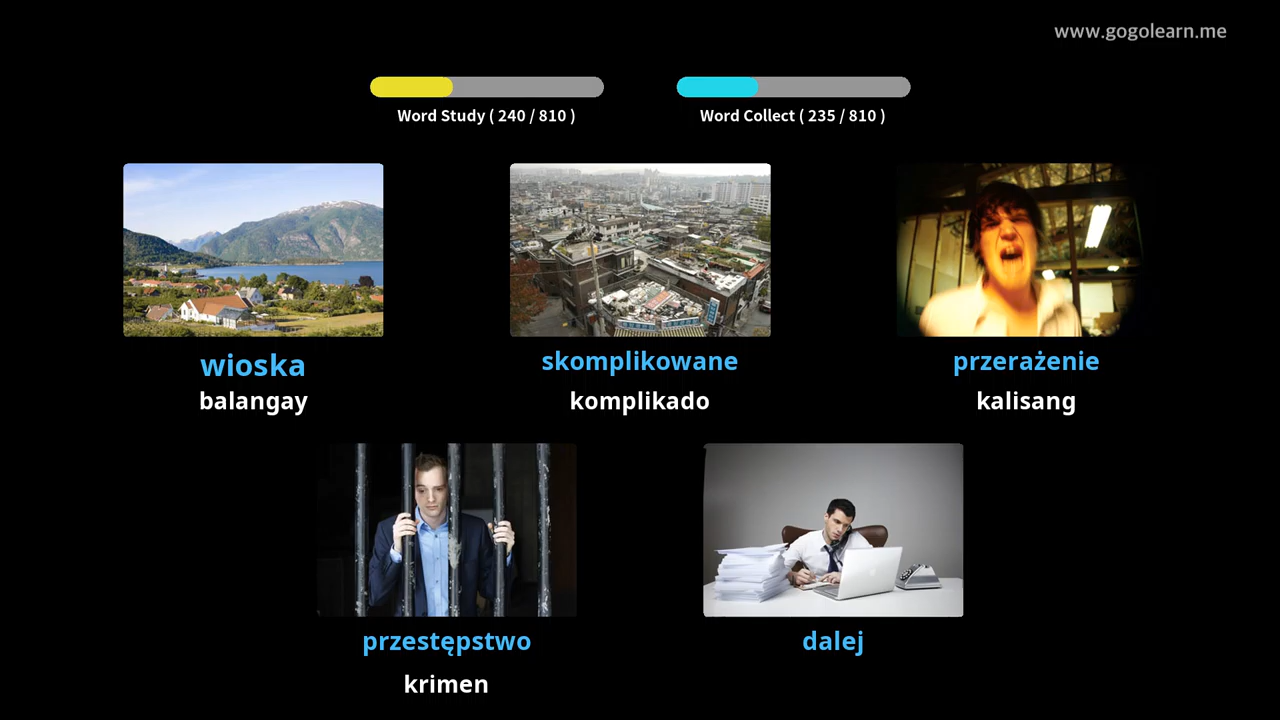 www.gogolearn.me
Word Study ( 240 / 810 )
Word Collect ( 235 / 810 )
wioska
balangay
skomplikowane
komplikado
przerażenie
kalisang
przestępstwo
krimen
dalej